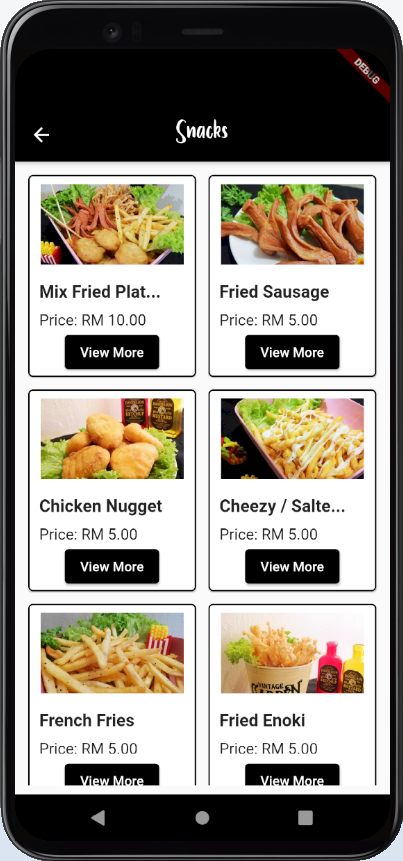 DEBUG
Snacks
Mix Fried Plat...
Price: RM 10.00
View More
Fried Sausage
Price: RM 5.00
View More
Chicken Nugget
Price: RM 5.00
View More
Cheezy / Salte...
Price: RM 5.00
View More
French Fries
Price: RM 5.00
View More
VINTAGE
Fried Enoki
Price: RM 5.00
View More